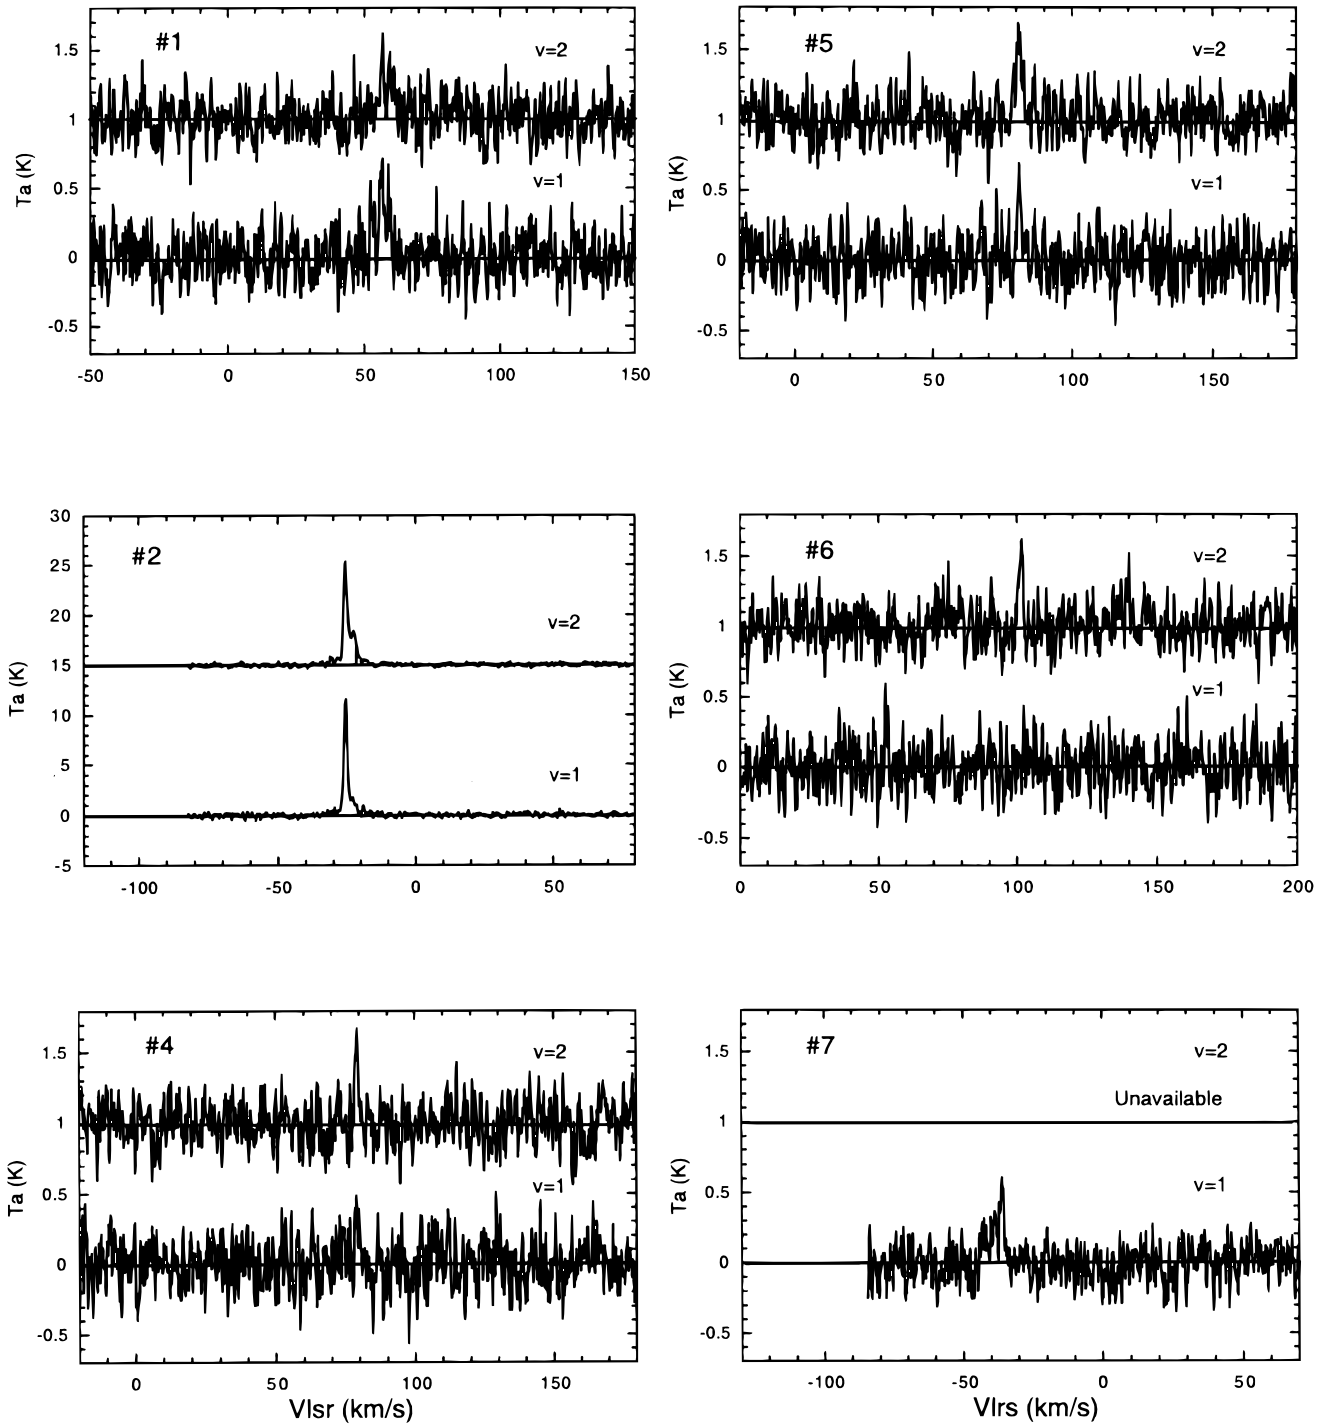 #1
v=2
v=1
1.5
1
0.5
0
-0.5
Ta (K)
-50 0 50 100 150
#5
v=2
v=1
1.5
1
0.5
0
-0.5
Ta (K)
0 50 100 150
#2
v=2
v=1
30
25
20
15
10
5
0
-5
Ta (K)
-100 -50 0 50
#6
v=2
v=1
1.5
1
0.5
0
-0.5
Ta (K)
0 50 100 150 200
#4
v=2
v=1
1.5
1
0.5
0
-0.5
Ta (K)
0 50 100 150
Vlsr (km/s)
#7
v=2
Unavailable
v=1
1.5
1
0.5
0
-0.5
Ta (K)
-100 -50 0 50
Vlrs (km/s)